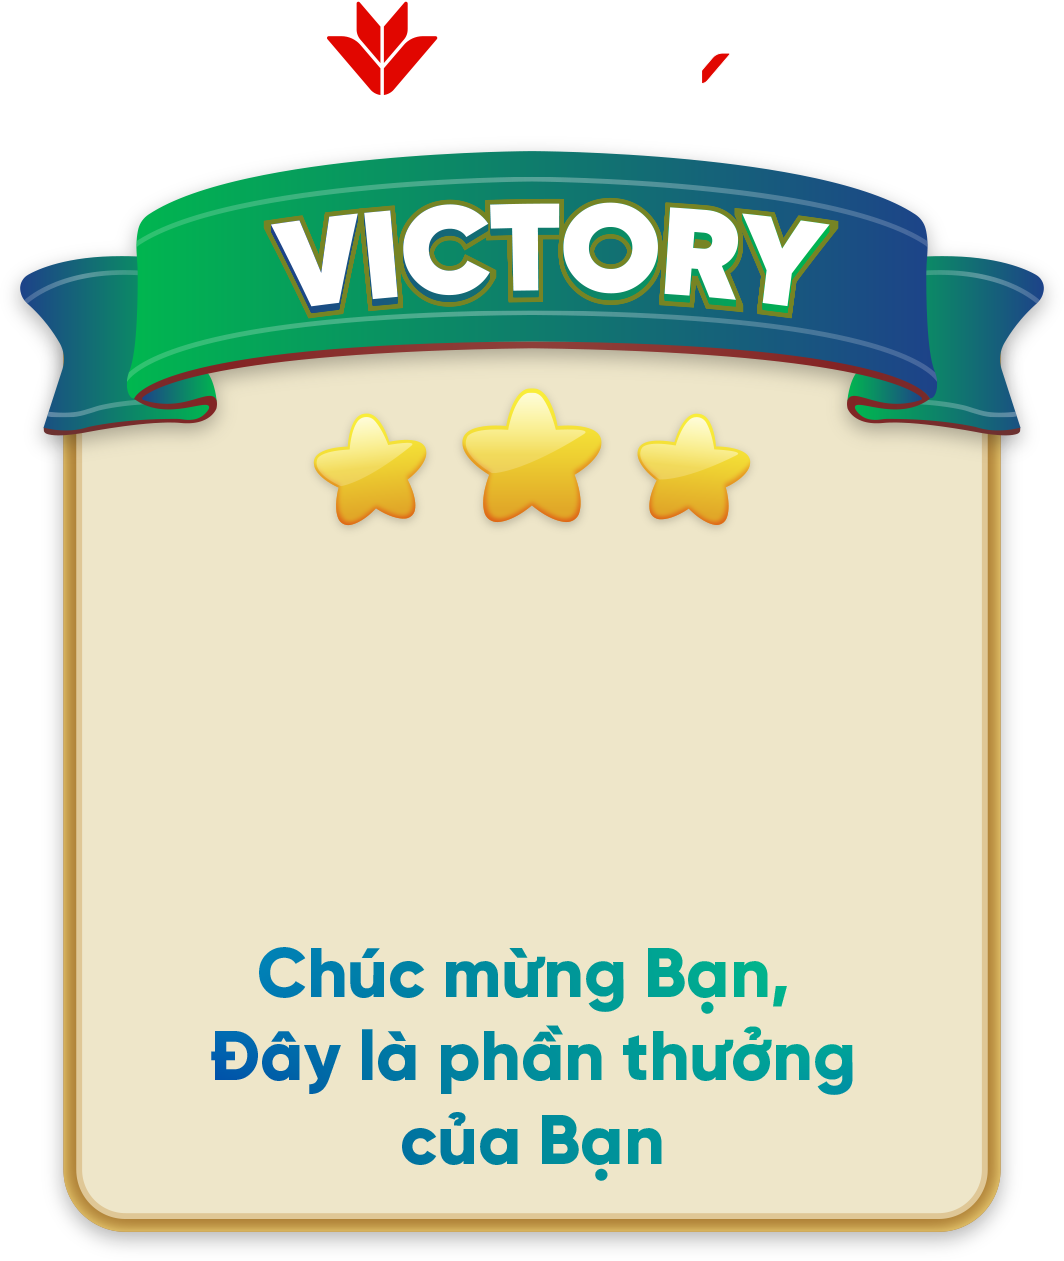 VICTORY
Chúc mừng Bạn,
Đây là phần thưởng
của Bạn